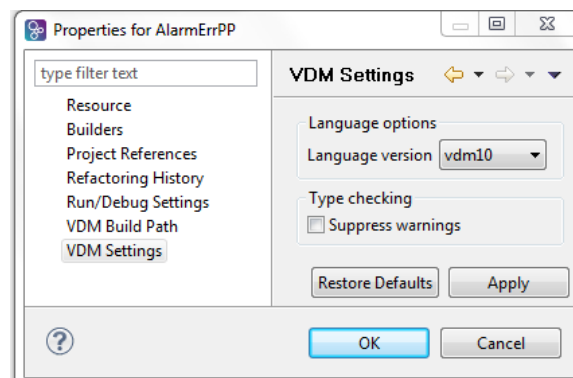 Properties for AlarmErrPP
type filter text
Resource
Builders
Project References
Refactoring History
Run/Debug Settings
VDM Build Path
VDM Settings
VDM Settings
Language options
Language version vdm10
Type checking
Suppress warnings
Restore Defaults Apply
? OK Cancel